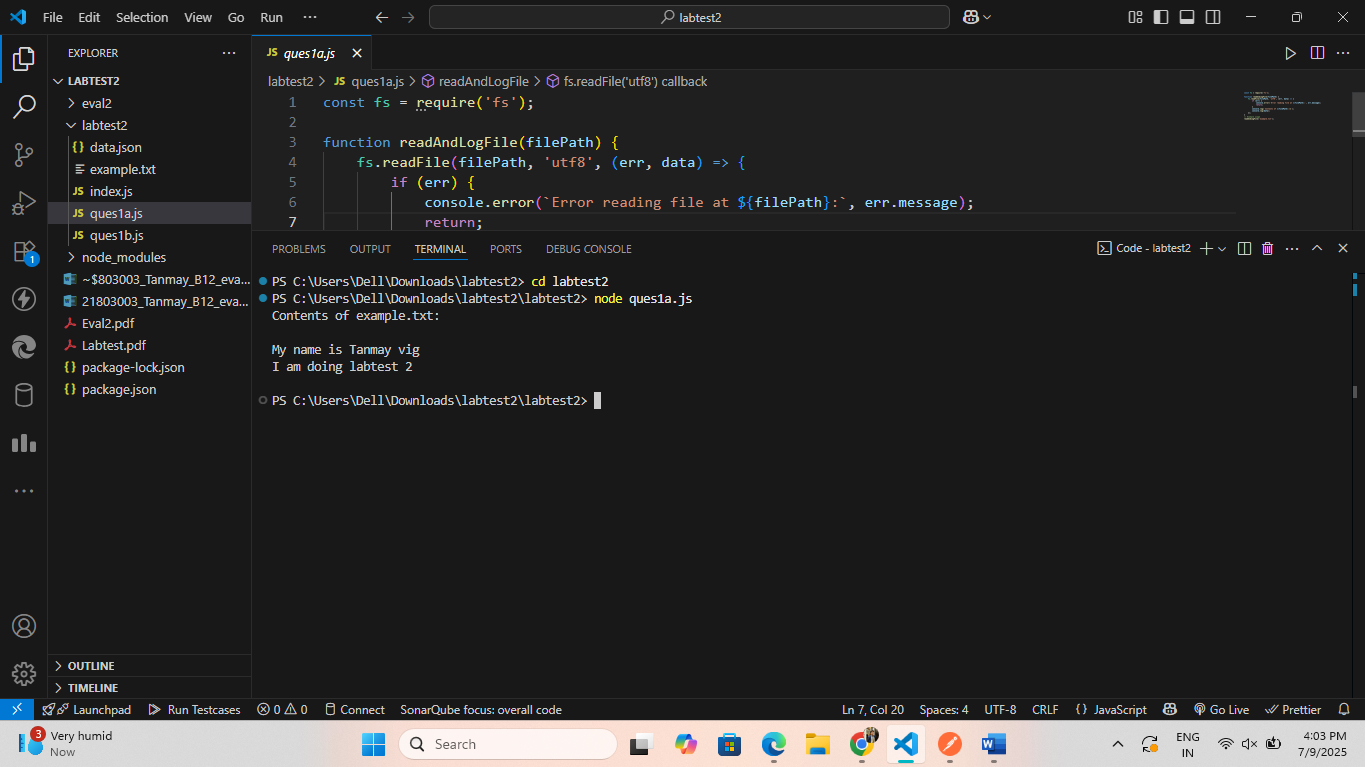 File Edit Selection View Go Run ··· labtest2
EXPLORER ···
LABTEST2
eval2
labtest2
{} data.json
example.txt
JS index.js
JS ques1a.js
JS ques1b.js
node_modules
~$803003_Tanmay_B12_eva...
21803003_Tanmay_B12_eva...
Eval2.pdf
Labtest.pdf
{} package-lock.json
{} package.json
OUTLINE
TIMELINE
1
JS ques1a.js
labtest2 > JS ques1a.js > readAndLogFile > fs.readFile('utf8') callback
1 const fs = require('fs');
2
3 function readAndLogFile(filePath) {
4 fs.readFile(filePath, 'utf8', (err, data) => {
5 if (err) {
6 console.error(`Error reading file at ${filePath}:`, err.message);
7 return;
PROBLEMS OUTPUT TERMINAL PORTS DEBUG CONSOLE Code - labtest2
PS C:\Users\Dell\Downloads\labtest2> cd labtest2
PS C:\Users\Dell\Downloads\labtest2\labtest2> node ques1a.js
Contents of example.txt:
My name is Tanmay vig
I am doing labtest 2
PS C:\Users\Dell\Downloads\labtest2\labtest2>
Launchpad Run Testcases 0 0 Connect SonarQube focus: overall code Ln 7, Col 20 Spaces: 4 UTF-8 CRLF {} JavaScript Go Live Prettier
3 Very humid
Now
Search
ENG
IN
4:03 PM
7/9/2025